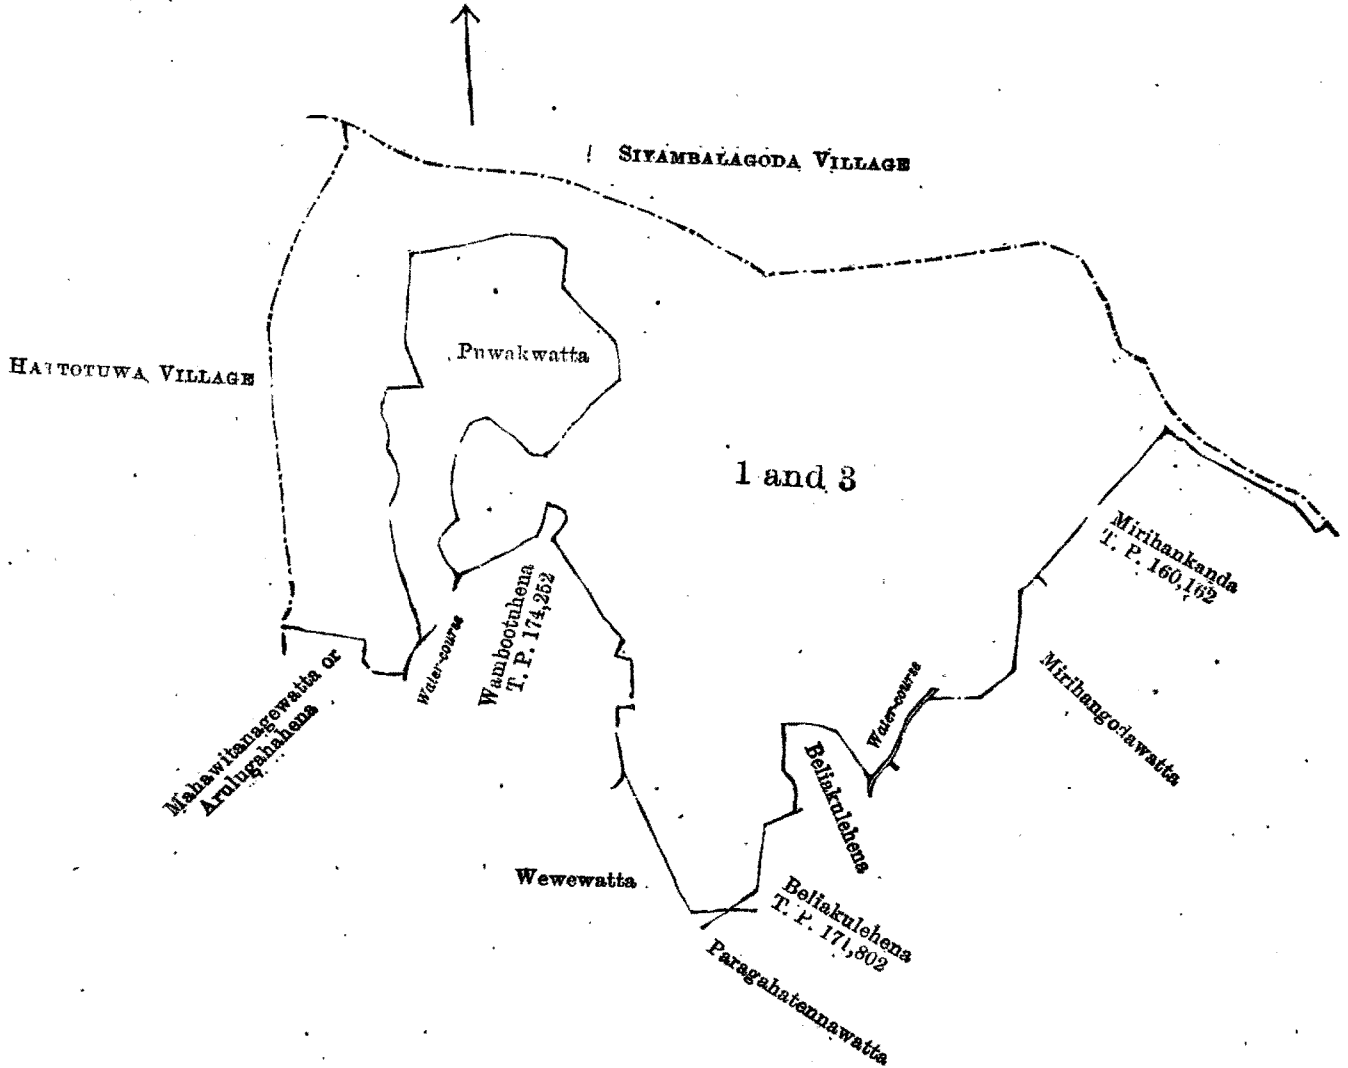 SIYAMBALAGODA VILLAGE
Puwakwatta
HATTOTUWA VILLAGE
1 and 3
Mirihankanda
T. P. 160,162
Water-course
Wambootuhena
T. P. 174,252
Mahawitanagewatta or
Arulugahahena
Water-course
Mirihangodawatta
Beliakulehena
Wewewatta
Beliakulehena
T. P. 171,802
Paragahatennawatta